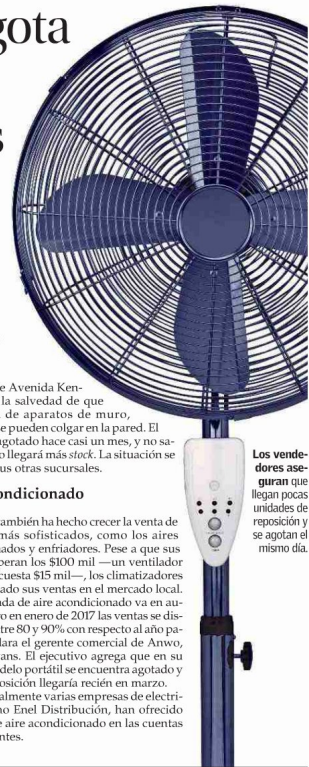 gota
s
e Avenida Ken-
la salvedad de que
de aparatos de muro,
e pueden colgar en la pared. El
gotado hace casi un mes, y no sa-
o llegará más stock. La situación se
us otras sucursales.
ondicionado
también ha hecho crecer la venta de
más sofisticados, como los aires
nados y enfriadores. Pese a que sus
peran los $100 mil —un ventilador
cuesta $15 mil—, los climatizadores
ado sus ventas en el mercado local.
nda de aire acondicionado va en au-
ro en enero de 2017 las ventas se dis-
tre 80 y 90% con respecto al año pa-
lara el gerente comercial de Anwo,
ans. El ejecutivo agrega que en su
delo portátil se encuentra agotado y
posición llegaría recién en marzo.
almente varias empresas de electri-
no Enel Distribución, han ofrecido
e aire acondicionado en las cuentas
ntes.
Los vende-
dores ase-
guran que
llegan pocas
unidades de
reposición y
se agotan el
mismo día.